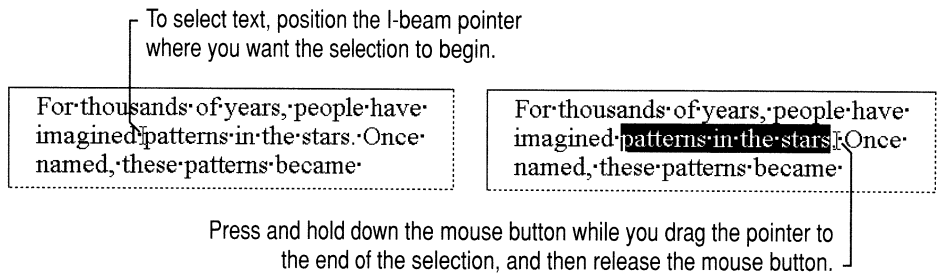 To select text, position the I-beam pointer
where you want the selection to begin.
For·thousands·of·years,·people·have·
imagined·patterns·in·the·stars.·Once·
named,·these·patterns·became·
For·thousands·of·years,·people·have·
imagined·patterns·in·the·stars.·Once·
named,·these·patterns·became·
Press and hold down the mouse button while you drag the pointer to
the end of the selection, and then release the mouse button.